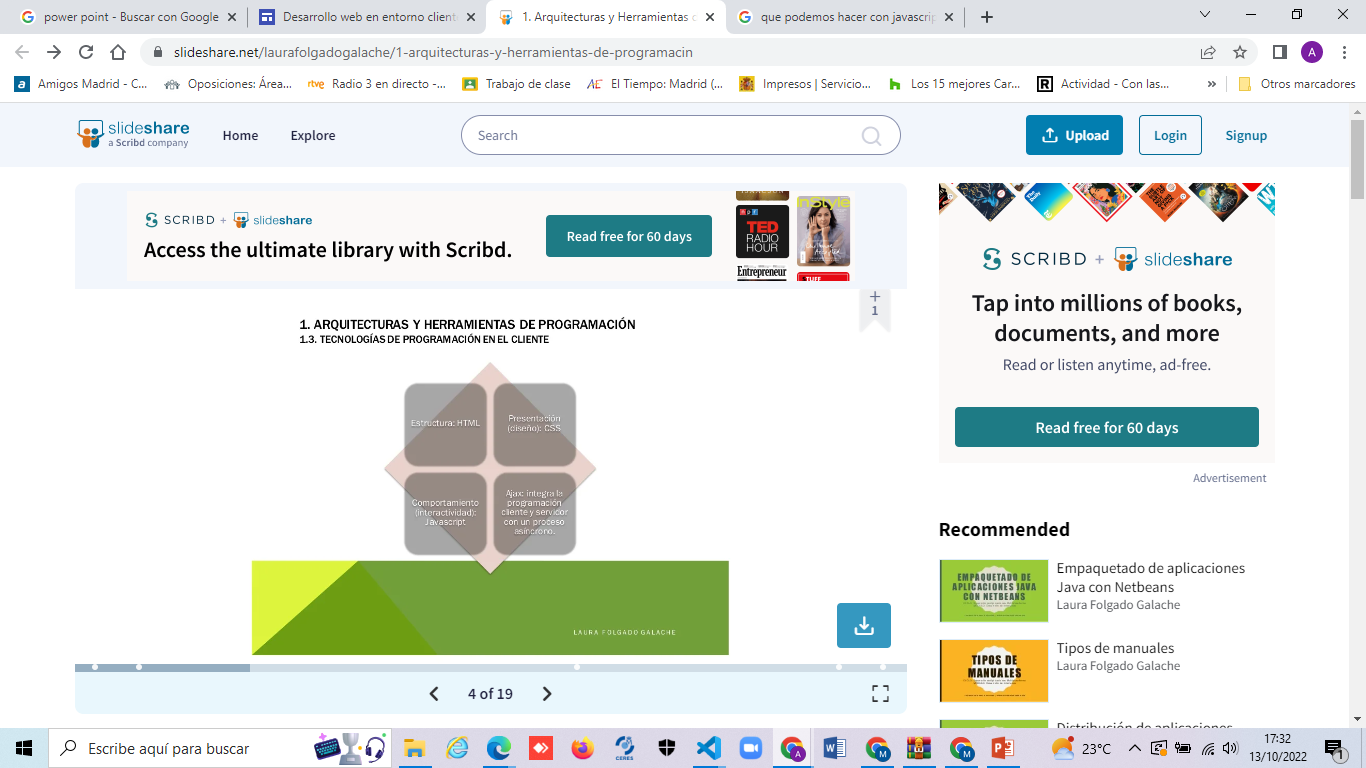 power point - Buscar con Google
Desarrollo web en entorno client
1. Arquitecturas y Herramientas d
que podemos hacer con javascrip
slideshare.net/laurafolgadogalache/1-arquitecturas-y-herramientas-de-programacin
A
a Amigos Madrid - C...
Oposiciones: Área...
rtve Radio 3 en directo -...
Trabajo de clase
AE El Tiempo: Madrid (...
Impresos | Servicio...
Los 15 mejores Car...
R Actividad - Con las...
»
Otros marcadores
slideshare
a Scribd company
Home
Explore
Search
Upload
Login
Signup
SCRIBD + slideshare
Access the ultimate library with Scribd.
Read free for 60 days
TED
RADIO
HOUR
Entrepreneur
InStyle
+
1
1. ARQUITECTURAS Y HERRAMIENTAS DE PROGRAMACIÓN
1.3. TECNOLOGÍAS DE PROGRAMACIÓN EN EL CLIENTE
Estructura: HTML
Presentación
(diseño): CSS
Comportamiento
(interactividad):
Javascript
Ajax: integra la
programación
cliente y servidor
con un proceso
asíncrono.
LAURA FOLGADO GALACHE
4 of 19
SCRIBD + slideshare
Tap into millions of books,
documents, and more
Read or listen anytime, ad-free.
Read free for 60 days
Advertisement
Recommended
EMPAQUETADO DE
APLICACIONES JAVA
CON NETBEANS
Empaquetado de aplicaciones
Java con Netbeans
Laura Folgado Galache
TIPOS DE
MANUALES
Tipos de manuales
Laura Folgado Galache
Distribución de aplicaciones
Escribe aquí para buscar
CERES
23°C
17:32
13/10/2022
1